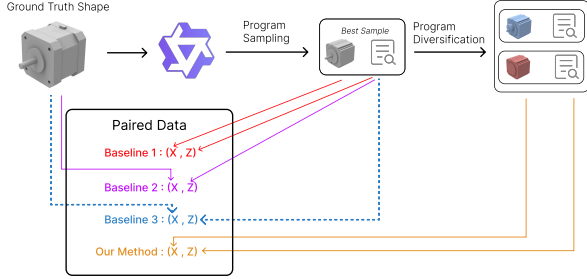 Ground Truth Shape
Program
Sampling
Best Sample
Program
Diversification
Paired Data
Baseline 1 : (X , Z)
Baseline 2 : (X , Z)
Baseline 3 : (X , Z)
Our Method : (X , Z)